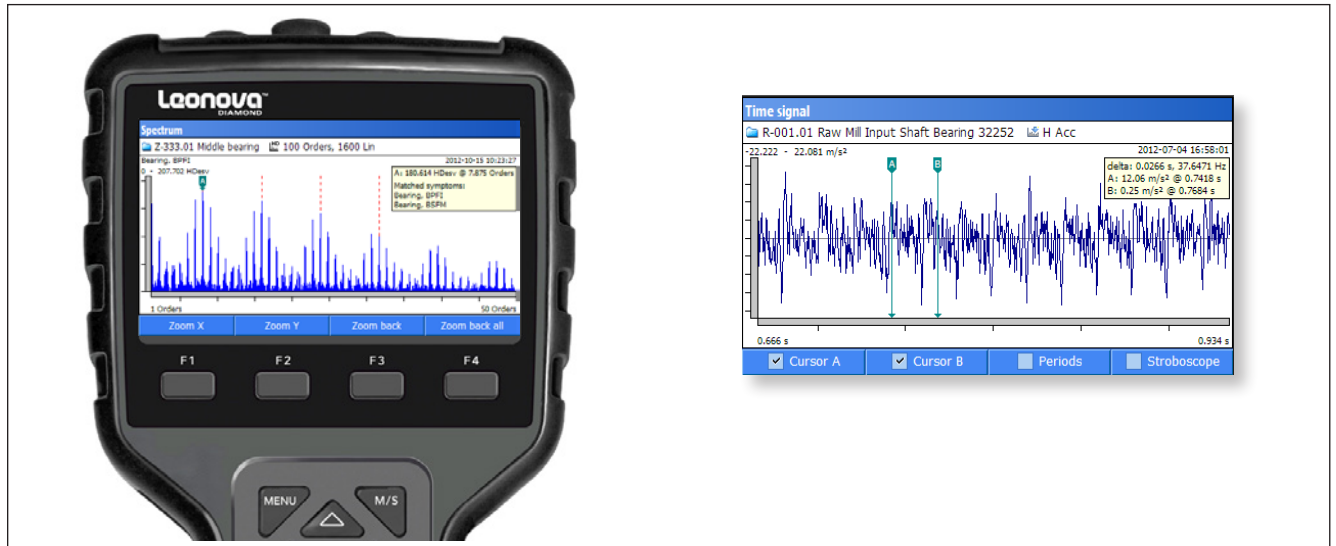 Leonova™
DIAMOND
Spectrum
Z-333.01 Middle bearing 100 Orders, 1600 Lin
Bearing, BPFI 2012-10-15 10:23:27
0 - 207.702 HDesv
A: 180.614 HDesv @ 7.875 Orders
Matched symptoms:
Bearing, BPFI
Bearing, BSFM
A
1 Orders 50 Orders
Zoom X Zoom Y Zoom back Zoom back all
F1 F2 F3 F4
MENU M/S
Time signal
R-001.01 Raw Mill Input Shaft Bearing 32252 H Acc
-22.222 - 22.081 m/s² 2012-07-04 16:58:01
A B
delta: 0.0266 s, 37.6471 Hz
A: 12.06 m/s² @ 0.7418 s
B: 0.25 m/s² @ 0.7684 s
0.666 s 0.934 s
Cursor A Cursor B Periods Stroboscope